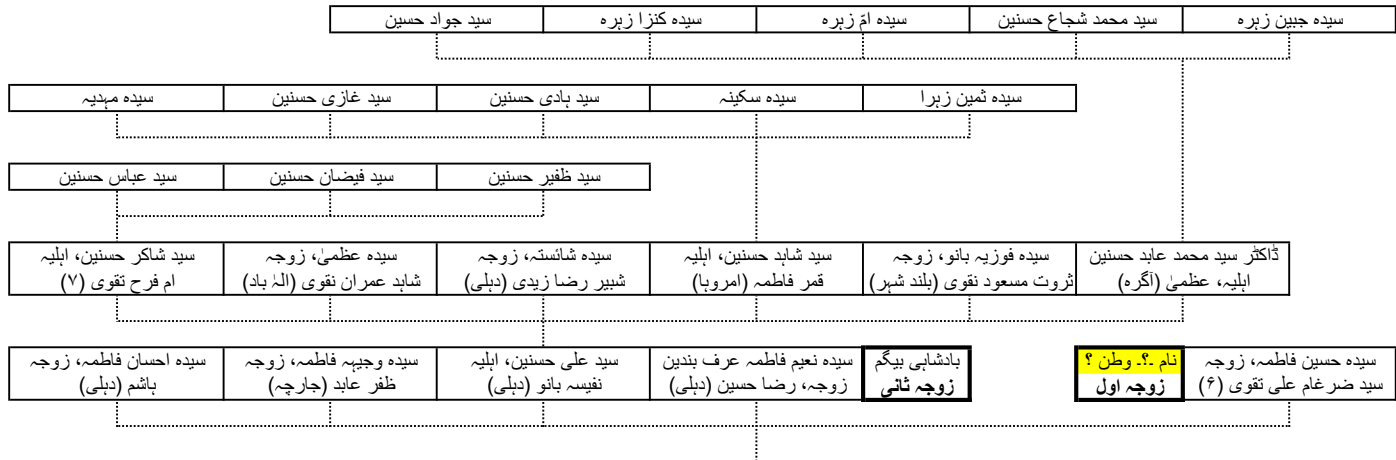 سیدہ جبین زہرہ
سید محمد شجاع حسنین
سیدہ امّ زہرہ
سیدہ کنزا زہرہ
سید جواد حسین
سیدہ ثمین زہرا
سیدہ سکینہ
سید ہادی حسنین
سید غازی حسنین
سیدہ مہدیہ
سید ظفیر حسنین
سید فیضان حسنین
سید عباس حسنین
ڈاکٹر سید محمد عابد حسنین
اہلیہ، عظمیٰ (آگرہ)
سیدہ فوزیہ بانو، زوجہ
ثروت مسعود نقوی (بلند شہر)
سید شاہد حسنین، اہلیہ
قمر فاطمہ (امروہا)
سیدہ شائستہ، زوجہ
شبیر رضا زیدی (دہلی)
سیدہ عظمیٰ، زوجہ
شاہد عمران نقوی (الہٰ باد)
سید شاکر حسنین، اہلیہ
ام فرح تقوی (۷)
سیدہ حسین فاطمہ، زوجہ
سید ضرغام علی تقوی (۶)
نام ۔؟۔ وطن ؟
زوجہ اول
بادشاہی بیگم
زوجہ ثانی
سیدہ نعیم فاطمہ عرف بندین
زوجہ، رضا حسین (دہلی)
سید علی حسنین، اہلیہ
نفیسہ بانو (دہلی)
سیدہ وجیہہ فاطمہ، زوجہ
ظفر عابد (جارچہ)
سیدہ احسان فاطمہ، زوجہ
ہاشم (دہلی)